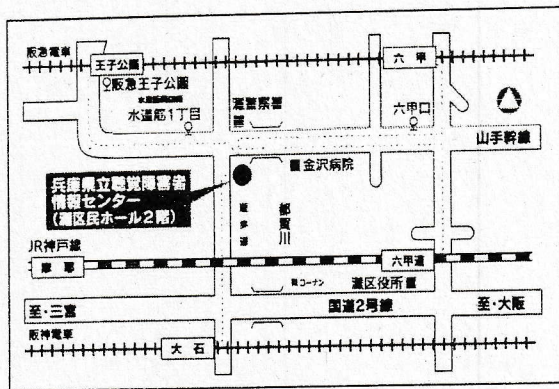 阪急電車
王子公園
六甲
阪急王子公園
水道筋1丁目
灘警察署
六甲口
山手幹線
金沢病院
兵庫県立聴覚障害者
情報センター
(灘区民ホール2階)
都賀川
JR神戸線
摩耶
六甲道
コーナン
灘区役所
至・三宮
国道2号線
至・大阪
阪神電車
大石